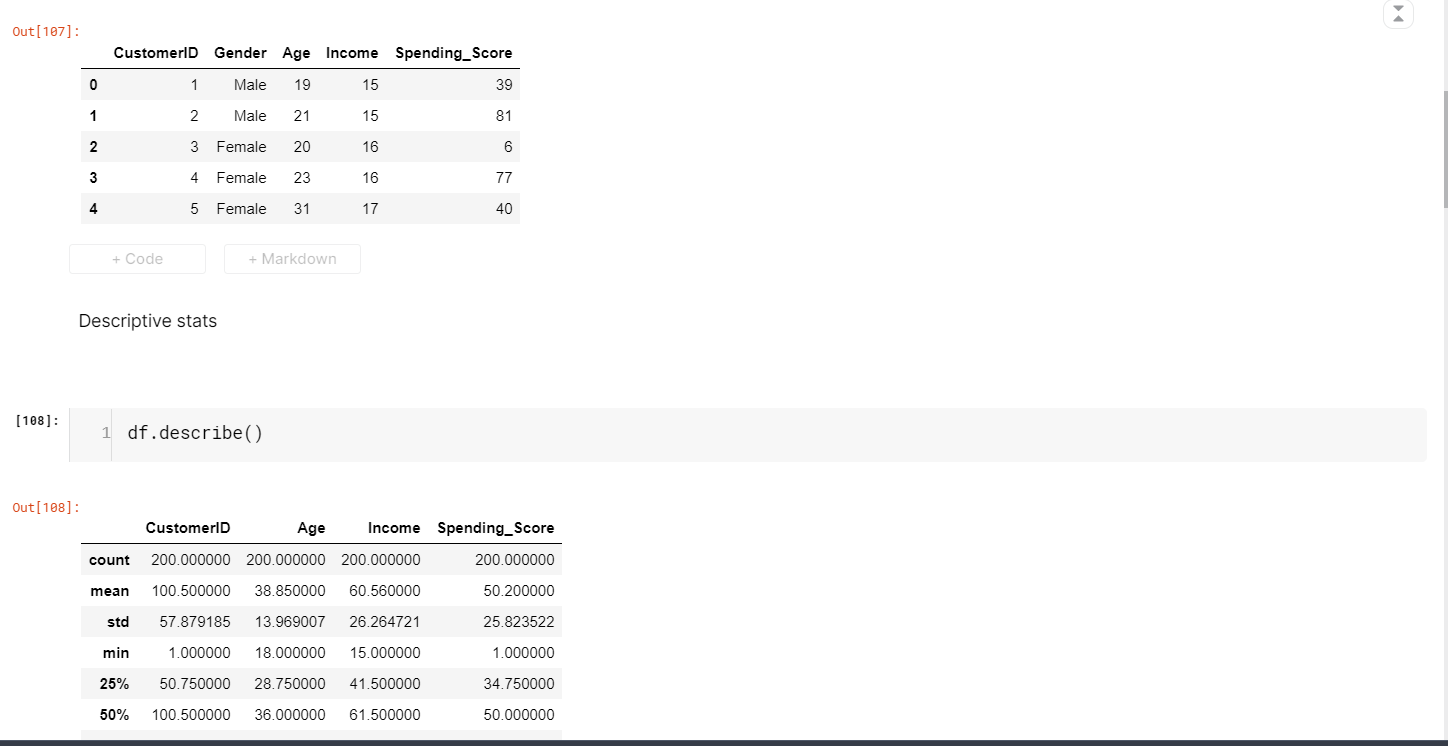 Out[107]:
CustomerID Gender Age Income Spending_Score
0 1 Male 19 15 39
1 2 Male 21 15 81
2 3 Female 20 16 6
3 4 Female 23 16 77
4 5 Female 31 17 40
+ Code + Markdown
Descriptive stats
[108]:
1 df.describe()
Out[108]:
CustomerID Age Income Spending_Score
count 200.000000 200.000000 200.000000 200.000000
mean 100.500000 38.850000 60.560000 50.200000
std 57.879185 13.969007 26.264721 25.823522
min 1.000000 18.000000 15.000000 1.000000
25% 50.750000 28.750000 41.500000 34.750000
50% 100.500000 36.000000 61.500000 50.000000